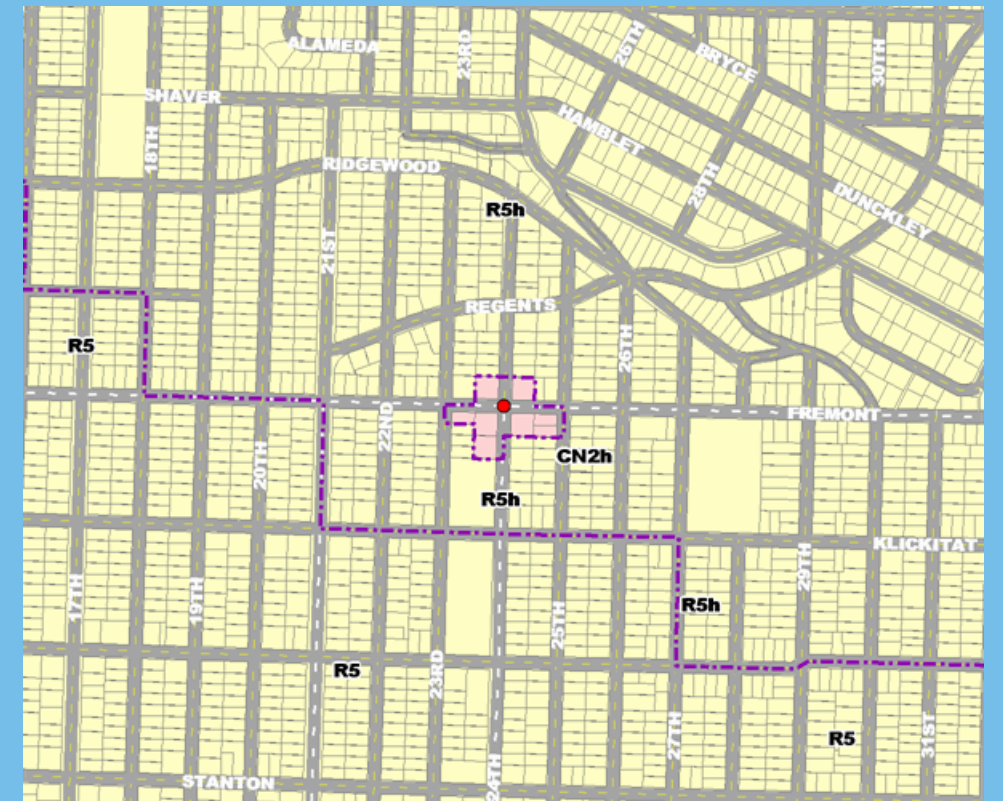 ALAMEDA
23RD
26TH
BRYCE
30TH
SHAVER
18TH
HAMBLET
RIDGEWOOD
28TH
DUNCKLEY
R5h
21ST
REGENTS
R5
26TH
22ND
FREMONT
20TH
CN2h
R5h
KLICKITAT
17TH
19TH
29TH
R5h
25TH
R5
23RD
27TH
R5
31ST
STANTON
24TH